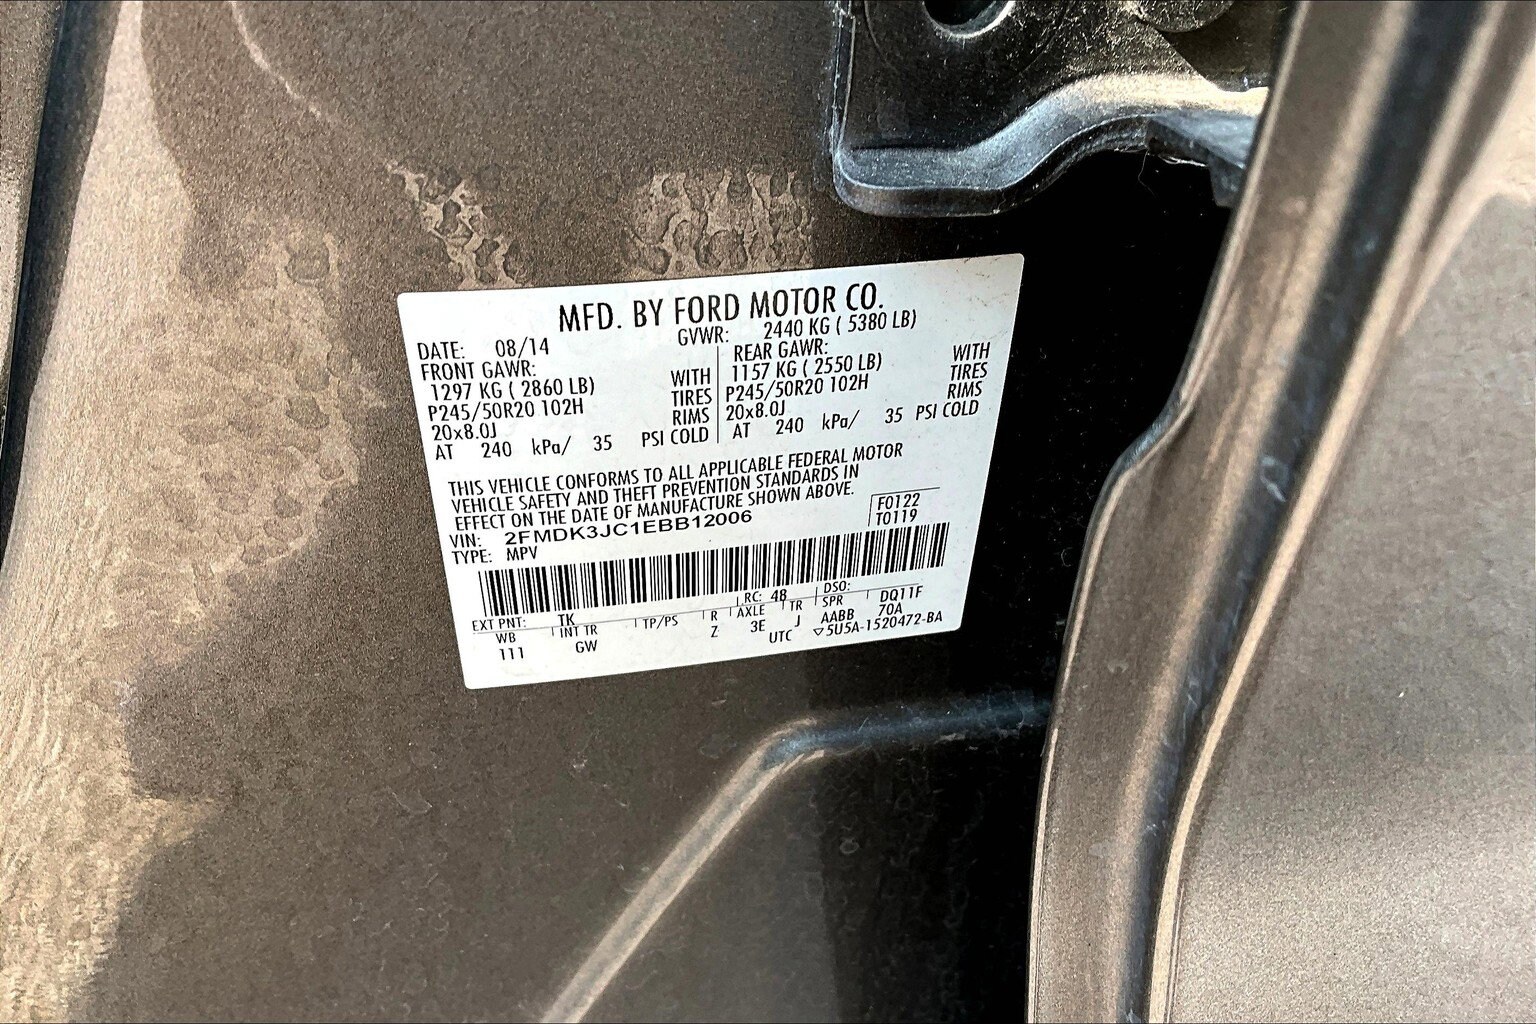 MFD. BY FORD MOTOR CO.
DATE: 08/14 GVWR: 2440 KG ( 5380 LB)
FRONT GAWR: REAR GAWR:
1297 KG ( 2860 LB) WITH 1157 KG ( 2550 LB) WITH
P245/50R20 102H TIRES P245/50R20 102H TIRES
20x8.0J RIMS 20x8.0J RIMS
AT 240 kPa/ 35 PSI COLD AT 240 kPa/ 35 PSI COLD
THIS VEHICLE CONFORMS TO ALL APPLICABLE FEDERAL MOTOR
VEHICLE SAFETY AND THEFT PREVENTION STANDARDS IN
EFFECT ON THE DATE OF MANUFACTURE SHOWN ABOVE.
VIN: 2FMDK3JC1EBB12006 F0122
TYPE: MPV T0119
EXT PNT: TK RC: 48 DSO: DQ11F
WB INT TR TP/PS R AXLE TR SPR 70A
111 GW Z 3E J AABB
UTC ▽5U5A-1520472-BA